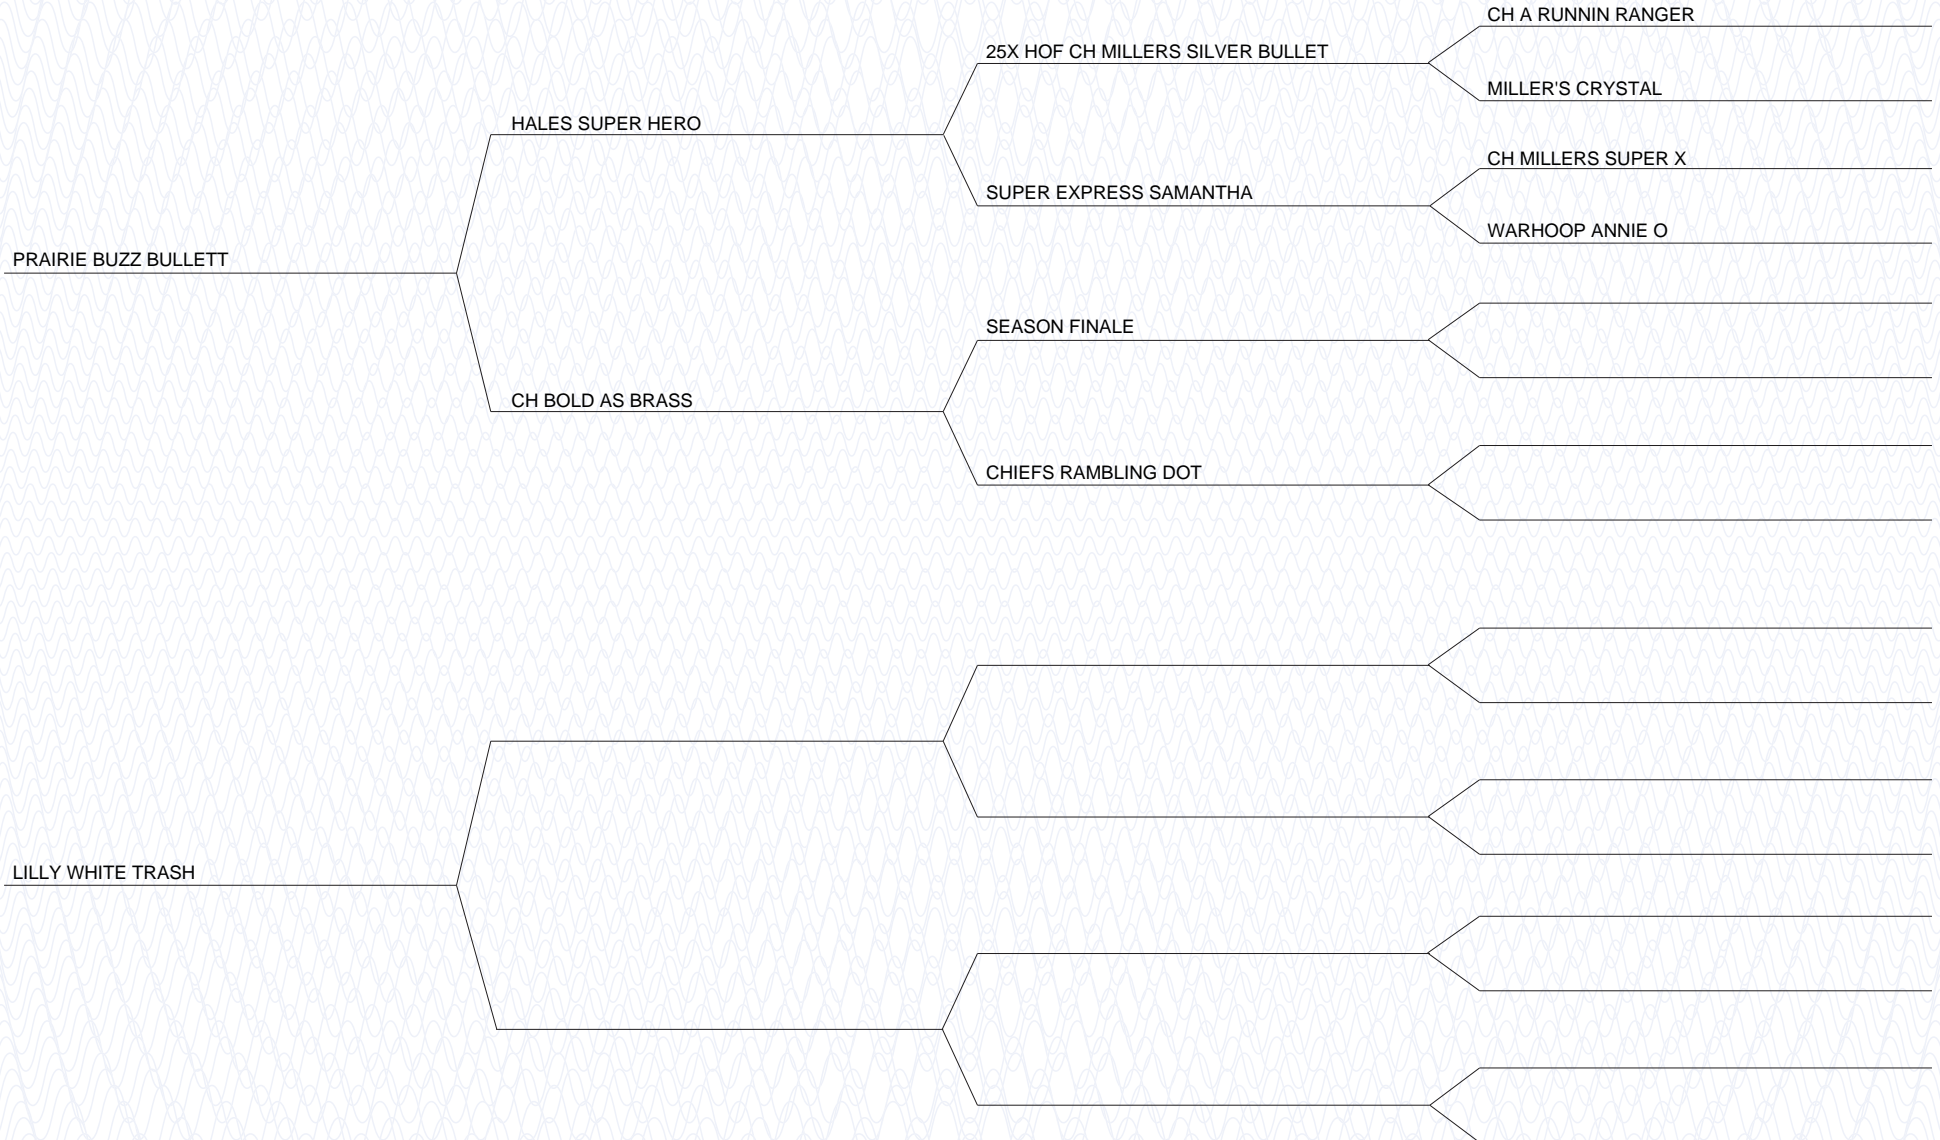 CH A RUNNIN RANGER
25X HOF CH MILLERS SILVER BULLET
MILLER'S CRYSTAL
HALES SUPER HERO
CH MILLERS SUPER X
SUPER EXPRESS SAMANTHA
WARHOOP ANNIE O
PRAIRIE BUZZ BULLETT
SEASON FINALE
CH BOLD AS BRASS
CHIEFS RAMBLING DOT
LILLY WHITE TRASH